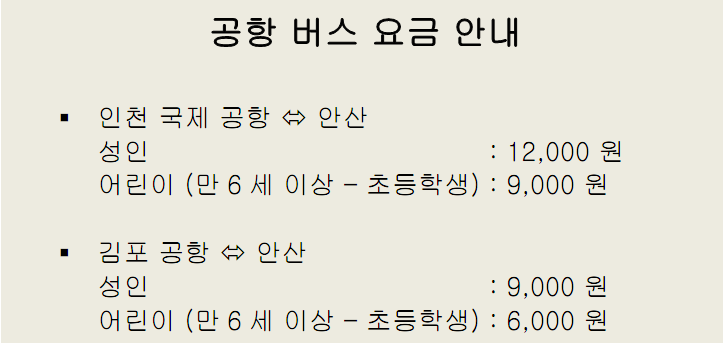 공항 버스 요금 안내
▪ 인천 국제 공항 ⇔ 안산
성인 : 12,000 원
어린이 (만 6 세 이상 – 초등학생) : 9,000 원
▪ 김포 공항 ⇔ 안산
성인 : 9,000 원
어린이 (만 6 세 이상 – 초등학생) : 6,000 원